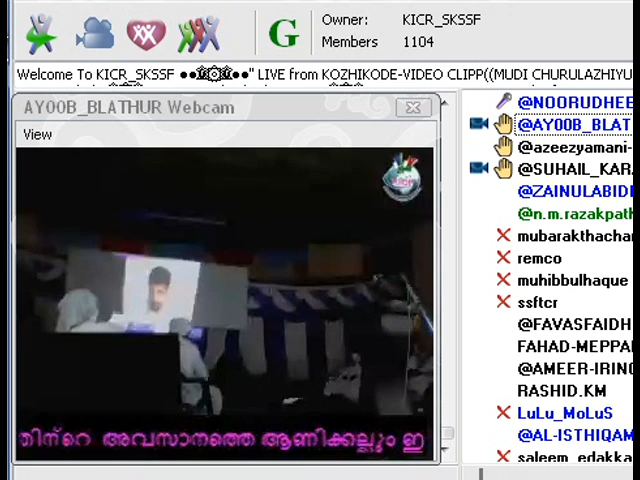 Owner: KICR_SKSSF
Members 1104
Welcome To KICR_SKSSF LIVE from KOZHIKODE-VIDEO CLIPP((MUDI CHURULAZHIYU
AY00B_BLATHUR Webcam
View
തിന്റെ അവസാനത്തെ ആണിക്കല്ലും ഇ
@NOORUDHEE
@AY00B_BLAT
@azeezyamani-
@SUHAIL_KAR
@ZAINULABIDE
@n.m.razakpath
mubarakthachar
remco
muhibbulhaque
ssftcr
@FAVASFAIDH
FAHAD-MEPPA
@AMEER-IRING
RASHID.KM
LuLu_MoLuS
@AL-ISTHIQAM
saleem_edakka